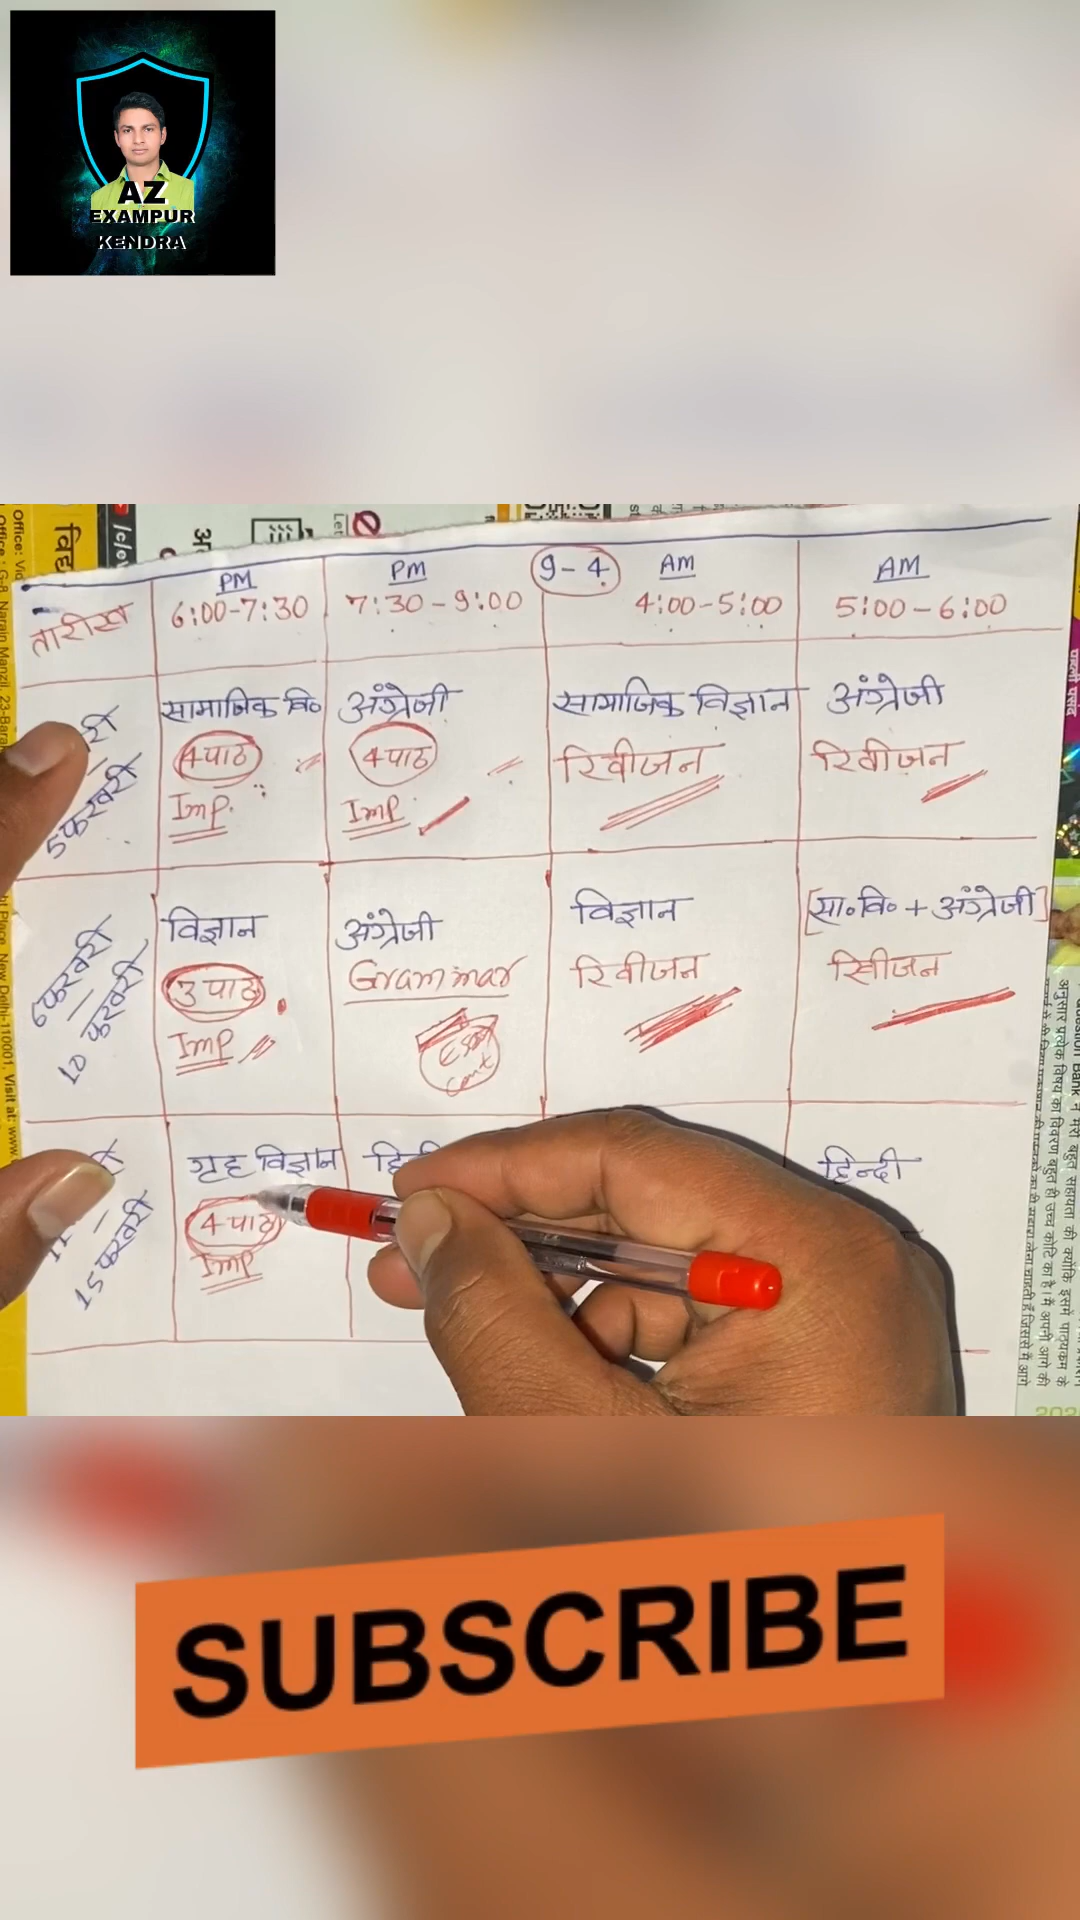 AZ
EXAMPUR
KENDRA
तारीख
PM
6:00-7:30
PM
7:30-9:00
9-4
AM
4:00-5:00
AM
5:00-6:00
5 फरवरी
सामाजिक वि०
4 पाठ
Imp.
अंग्रेजी
4 पाठ
Imp.
सामाजिक विज्ञान
रिवीजन
अंग्रेजी
रिवीजन
6 फरवरी
10 फरवरी
विज्ञान
3 पाठ
Imp
अंग्रेजी
Grammar
विज्ञान
रिवीजन
[सा०वि० + अंग्रेजी]
रिवीजन
15 फरवरी
गृह विज्ञान
4 पाठ
Imp
हिन्दी
SUBSCRIBE